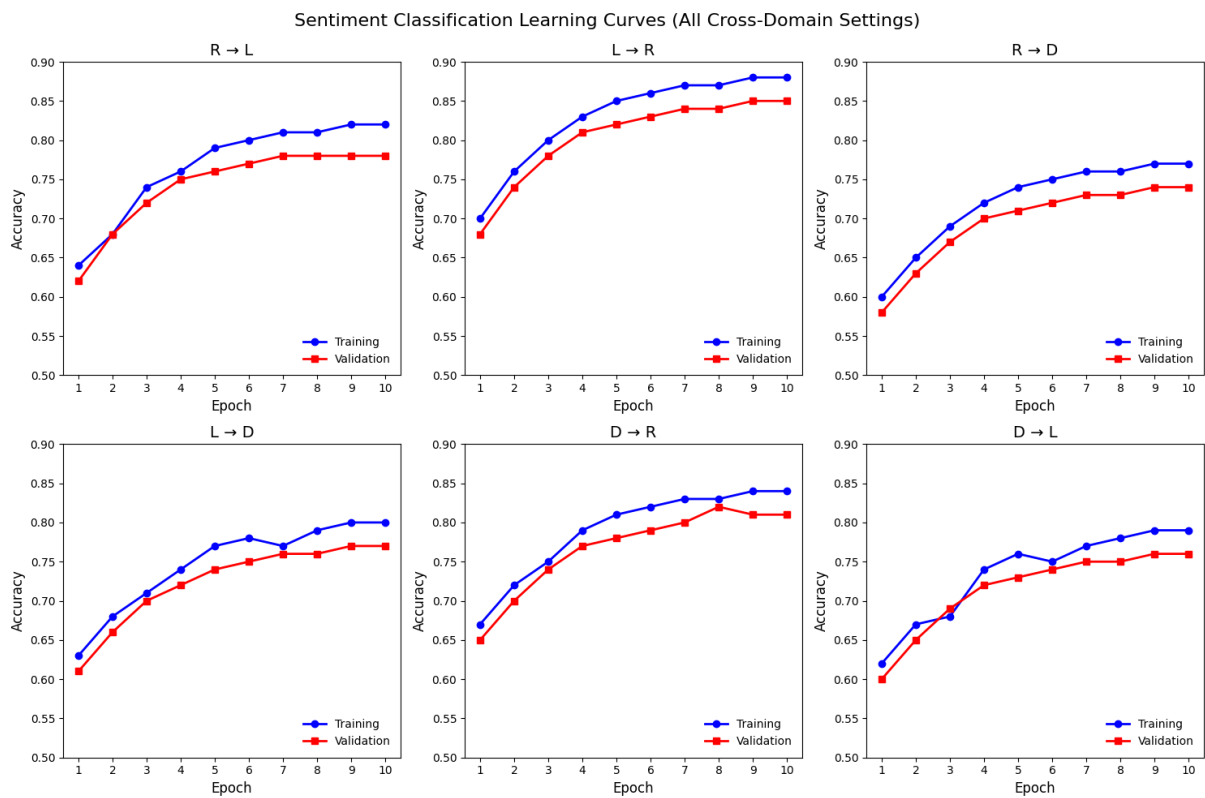 Sentiment Classification Learning Curves (All Cross-Domain Settings)
R → L
0.90
0.85
0.80
0.75
0.70
0.65
0.60
0.55
0.50
Accuracy
Training
Validation
1 2 3 4 5 6 7 8 9 10
Epoch
L → R
0.90
0.85
0.80
0.75
0.70
0.65
0.60
0.55
0.50
Accuracy
Training
Validation
1 2 3 4 5 6 7 8 9 10
Epoch
R → D
0.90
0.85
0.80
0.75
0.70
0.65
0.60
0.55
0.50
Accuracy
Training
Validation
1 2 3 4 5 6 7 8 9 10
Epoch
L → D
0.90
0.85
0.80
0.75
0.70
0.65
0.60
0.55
0.50
Accuracy
Training
Validation
1 2 3 4 5 6 7 8 9 10
Epoch
D → R
0.90
0.85
0.80
0.75
0.70
0.65
0.60
0.55
0.50
Accuracy
Training
Validation
1 2 3 4 5 6 7 8 9 10
Epoch
D → L
0.90
0.85
0.80
0.75
0.70
0.65
0.60
0.55
0.50
Accuracy
Training
Validation
1 2 3 4 5 6 7 8 9 10
Epoch